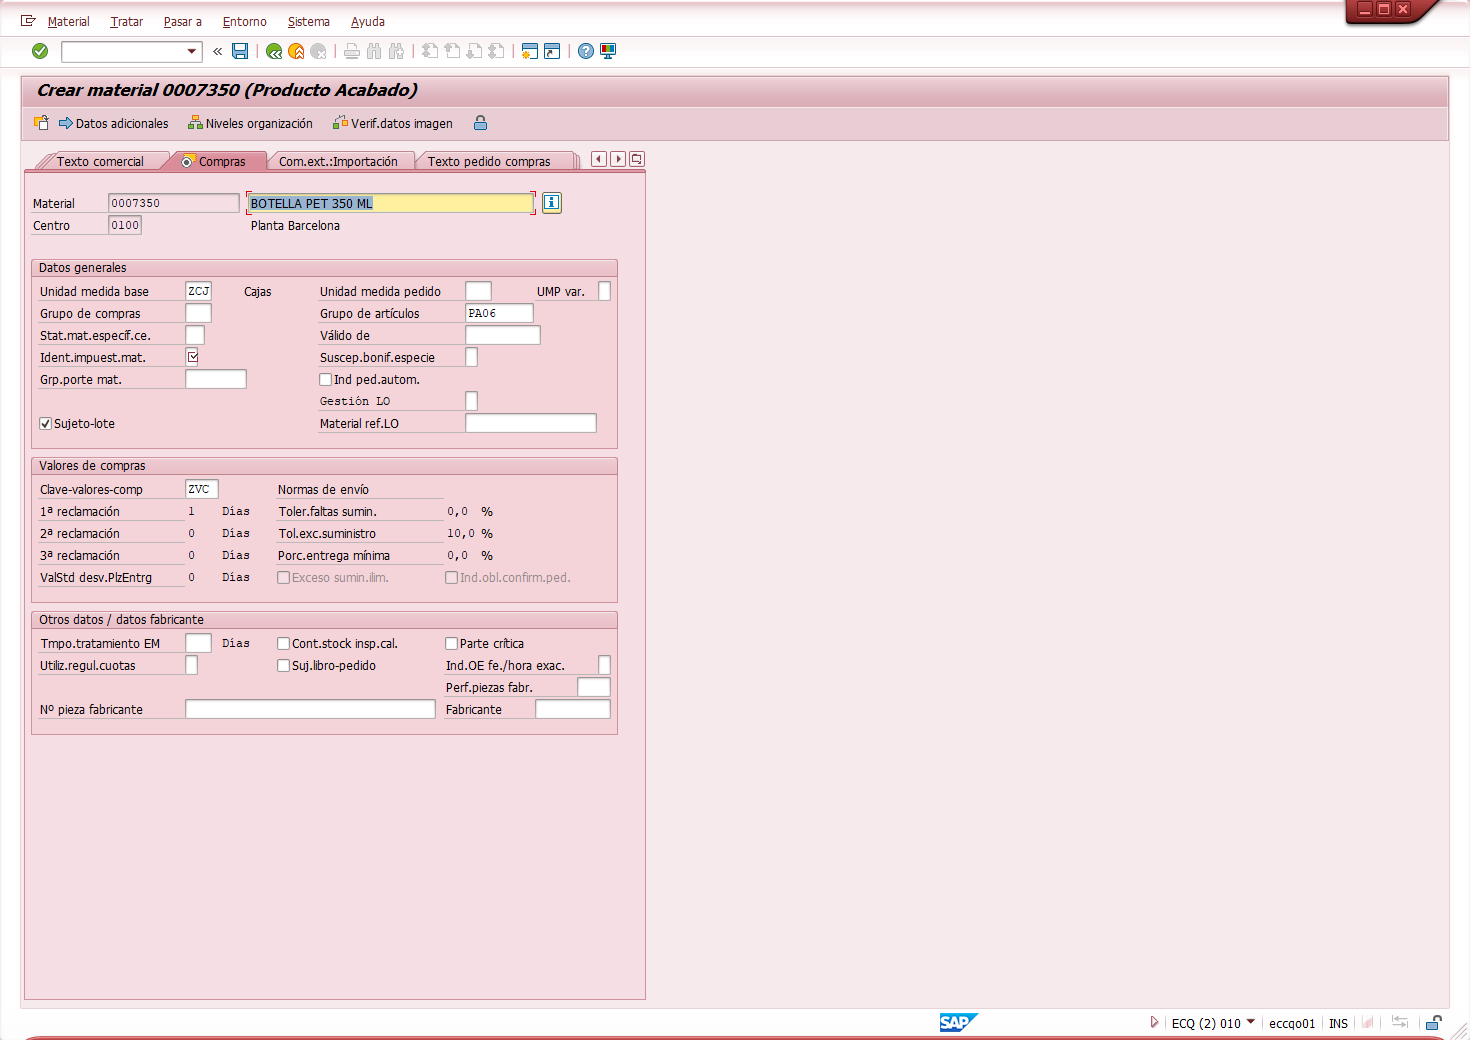 Material Tratar Pasar a Entorno Sistema Ayuda
Crear material 0007350 (Producto Acabado)
Datos adicionales Niveles organización Verif.datos imagen
Texto comercial Compras Com.ext.:Importación Texto pedido compras
Material 0007350 BOTELLA PET 350 ML
Centro 0100 Planta Barcelona
Datos generales
Unidad medida base ZCJ Cajas Unidad medida pedido UMP var.
Grupo de compras Grupo de artículos PA06
Stat.mat.específ.ce. Válido de
Ident.impuest.mat. Suscep.bonif.especie
Grp.porte mat. Ind ped.autom.
Gestión LO
Sujeto-lote Material ref.LO
Valores de compras
Clave-valores-comp ZVC Normas de envío
1ª reclamación 1 Días Toler.faltas sumin. 0,0 %
2ª reclamación 0 Días Tol.exc.suministro 10,0 %
3ª reclamación 0 Días Porc.entrega mínima 0,0 %
ValStd desv.PlzEntrg 0 Días Exceso sumin.ilim. Ind.obl.confirm.ped.
Otros datos / datos fabricante
Tmpo.tratamiento EM Días Cont.stock insp.cal. Parte crítica
Utiliz.regul.cuotas Suj.libro-pedido Ind.OE fe./hora exac.
Perf.piezas fabr.
Nº pieza fabricante Fabricante
SAP ECQ (2) 010 eccqo01 INS